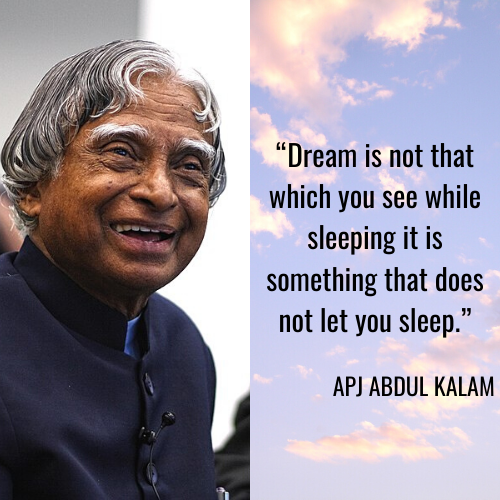 “Dream is not that
which you see while
sleeping it is
something that does
not let you sleep.”
APJ ABDUL KALAM